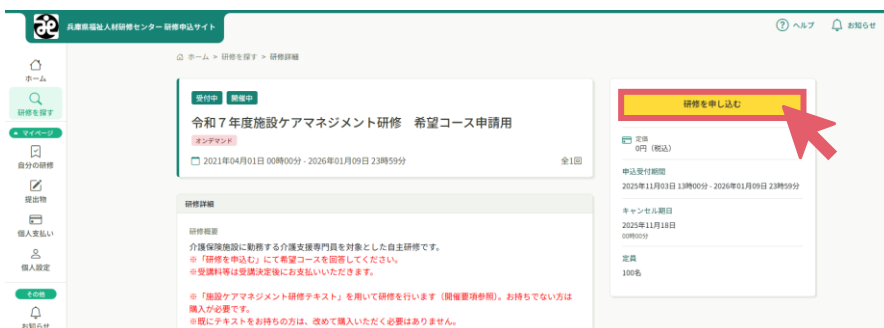 兵庫県福祉人材研修センター 研修申込サイト
ヘルプ
お知らせ
ホーム
研修を探す
マイページ
自分の研修
提出物
個人支払い
個人設定
その他
お知らせ
ホーム > 研修を探す > 研修詳細
受付中 開催中
令和７年度施設ケアマネジメント研修　希望コース申請用
オンデマンド
2021年04月01日 00時00分 - 2026年01月09日 23時59分
全1回
研修詳細
研修概要
介護保険施設に勤務する介護支援専門員を対象とした自主研修です。
※「研修を申込む」にて希望コースを回答してください。
※受講料等は受講決定後にお支払いいただきます。
※「施設ケアマネジメント研修テキスト」を用いて研修を行います（開催要項参照）。お持ちでない方は
購入が必要です。
※既にテキストをお持ちの方は、改めて購入いただく必要はありません。
研修を申し込む
定価
0円（税込）
申込受付期間
2025年11月03日 13時00分 - 2026年01月09日 23時59分
キャンセル期日
2025年11月18日
00時00分
定員
100名